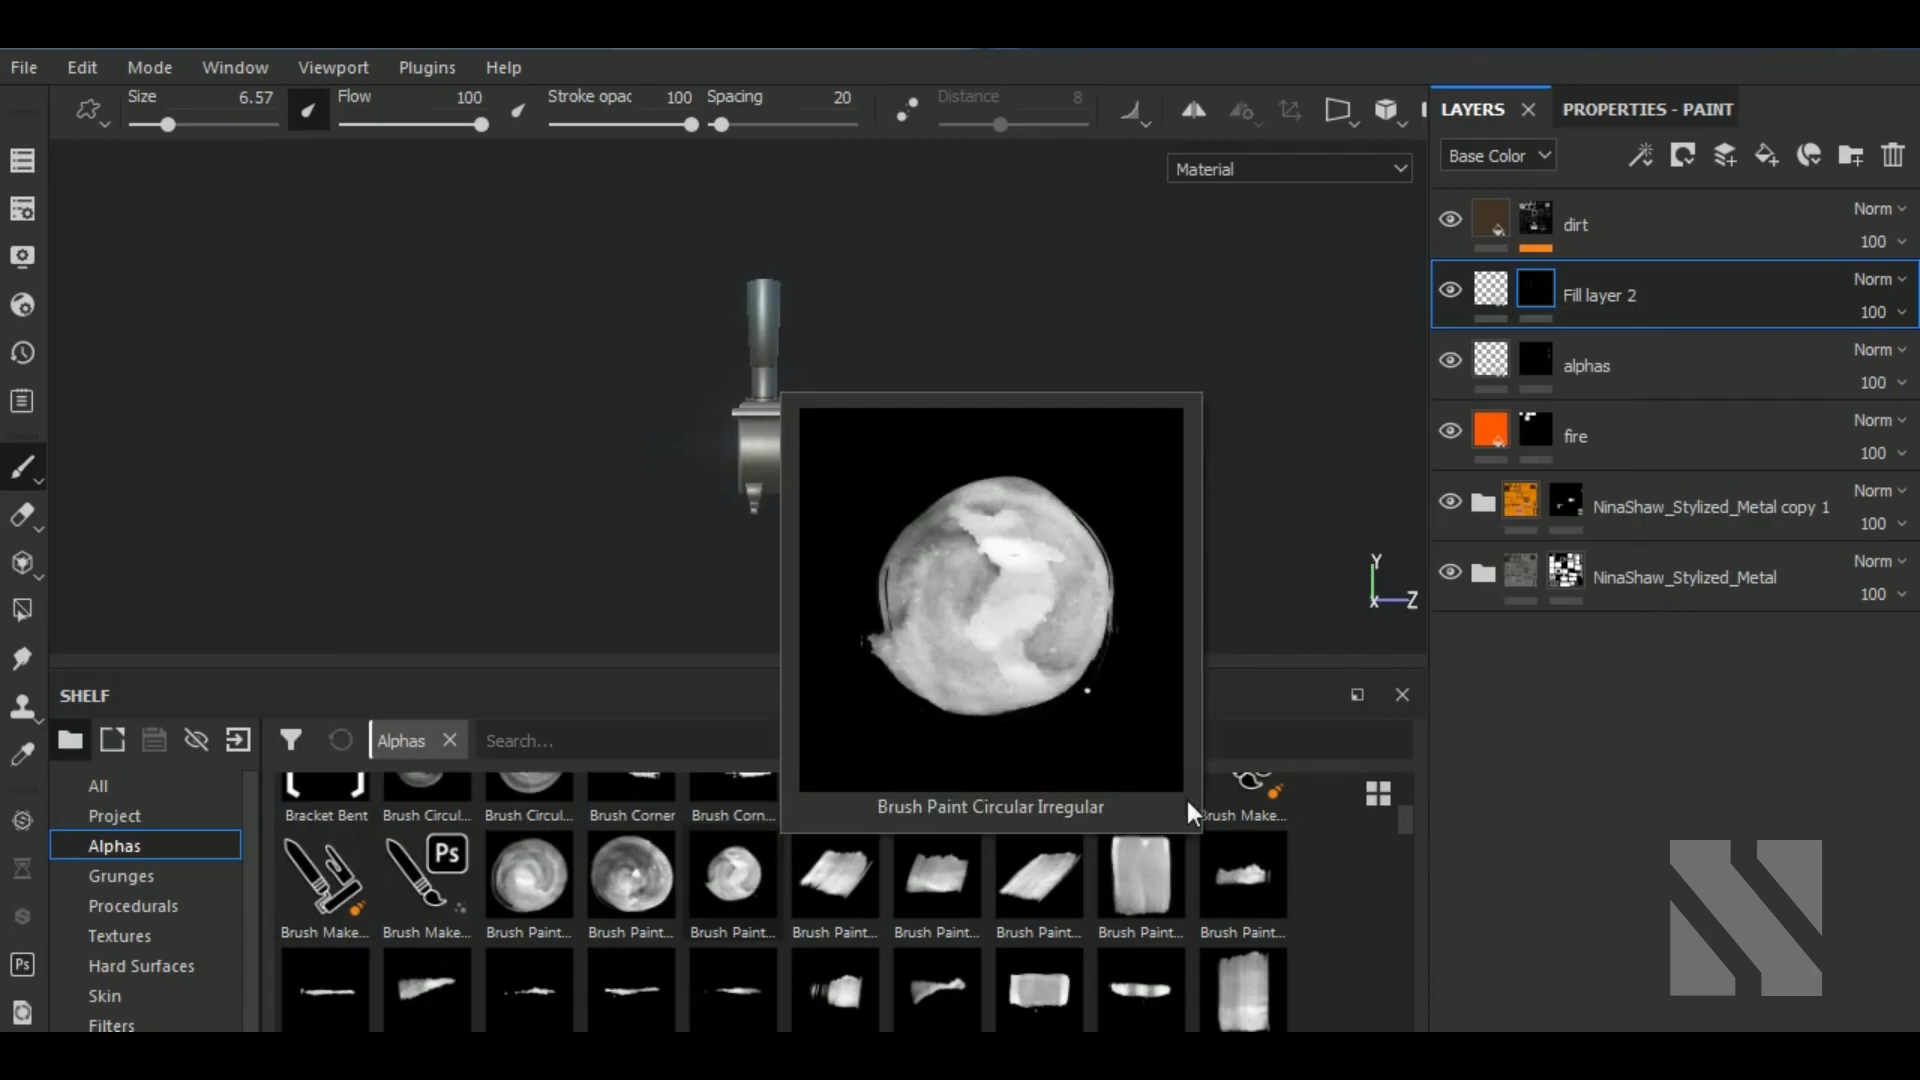 File Edit Mode Window Viewport Plugins Help
Size 6.57 Flow 100 Stroke opac 100 Spacing 20 Distance 8
LAYERS PROPERTIES - PAINT
Base Color
Material
dirt Norm 100
Fill layer 2 Norm 100
alphas Norm 100
fire Norm 100
NinaShaw_Stylized_Metal copy 1 Norm 100
NinaShaw_Stylized_Metal Norm 100
Y
X Z
SHELF
Alphas Search...
All
Project
Alphas
Grunges
Procedurals
Textures
Hard Surfaces
Skin
Filters
Brush Paint Circular Irregular
Bracket Bent Brush Circul... Brush Circul... Brush Corner Brush Corn... Brush Make...
Ps
Brush Make... Brush Make... Brush Paint... Brush Paint... Brush Paint... Brush Paint... Brush Paint... Brush Paint... Brush Paint... Brush Paint...
Ps